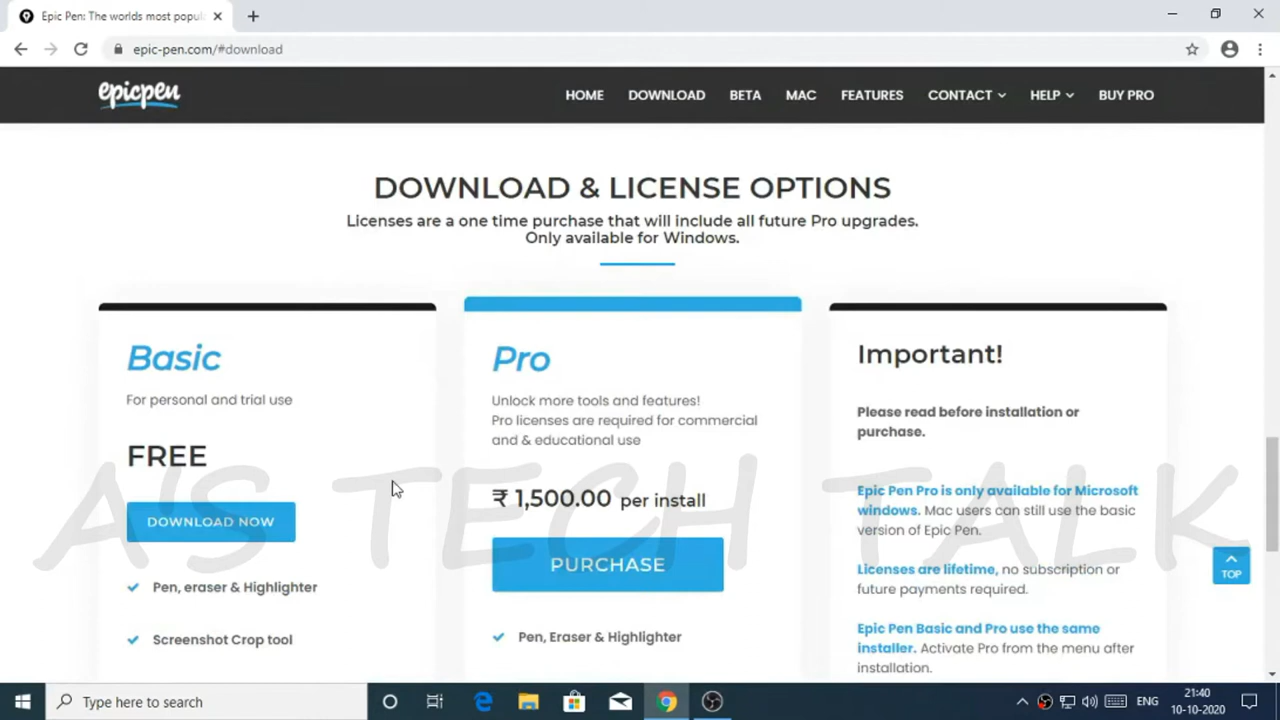 Epic Pen: The worlds most popu
epic-pen.com/#download
epicpen
HOME DOWNLOAD BETA MAC FEATURES CONTACT HELP BUY PRO
DOWNLOAD & LICENSE OPTIONS
Licenses are a one time purchase that will include all future Pro upgrades.
Only available for Windows.
Basic
For personal and trial use
FREE
DOWNLOAD NOW
Pen, eraser & Highlighter
Screenshot Crop tool
Pro
Unlock more tools and features!
Pro licenses are required for commercial
and & educational use
₹ 1,500.00 per install
PURCHASE
Pen, Eraser & Highlighter
Important!
Please read before installation or
purchase.
Epic Pen Pro is only available for Microsoft
windows. Mac users can still use the basic
version of Epic Pen.
Licenses are lifetime, no subscription or
future payments required.
Epic Pen Basic and Pro use the same
installer. Activate Pro from the menu after
installation.
TOP
A'S TECH TALK
Type here to search
ENG
21:40
10-10-2020